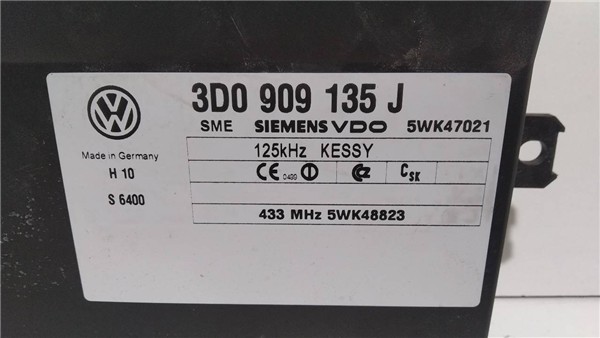 3D0 909 135 J
SME SIEMENS VDO 5WK47021
Made in Germany
H 10
S 6400
125kHz KESSY
CE 0499 CSK
433 MHz 5WK48823